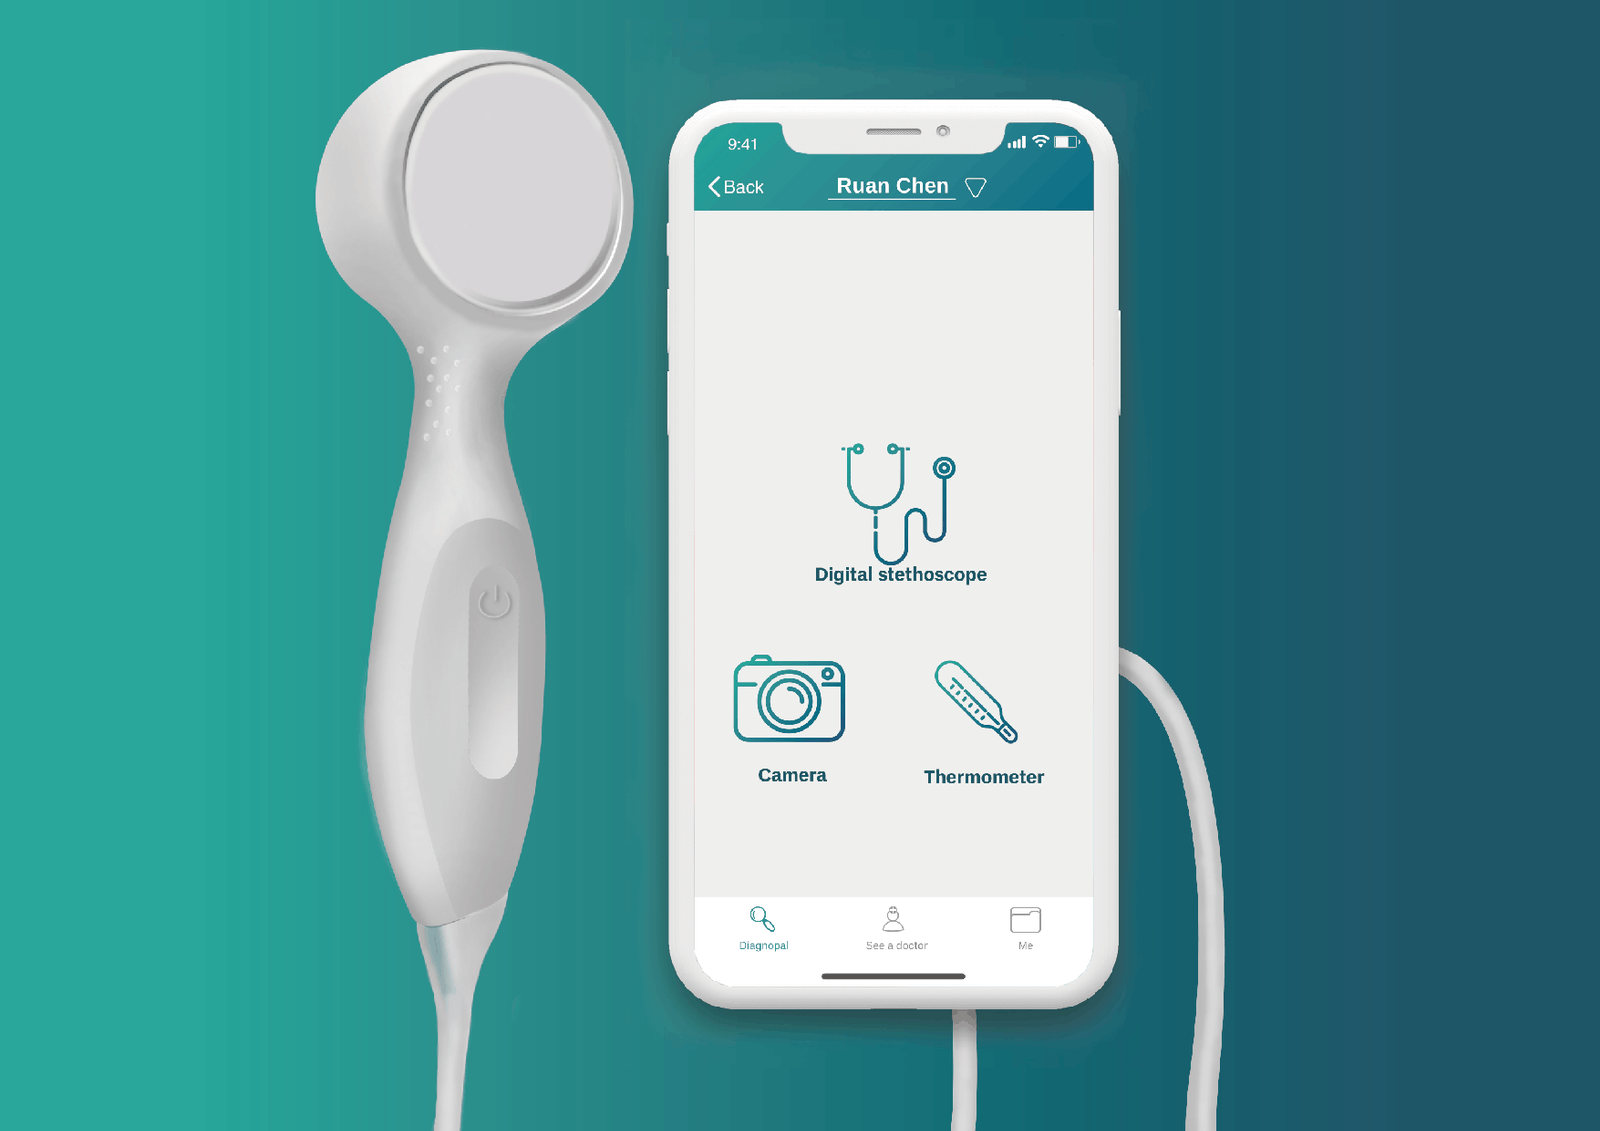 9:41
Back
Ruan Chen
Digital stethoscope
Camera
Thermometer
Diagnopal
See a doctor
Me